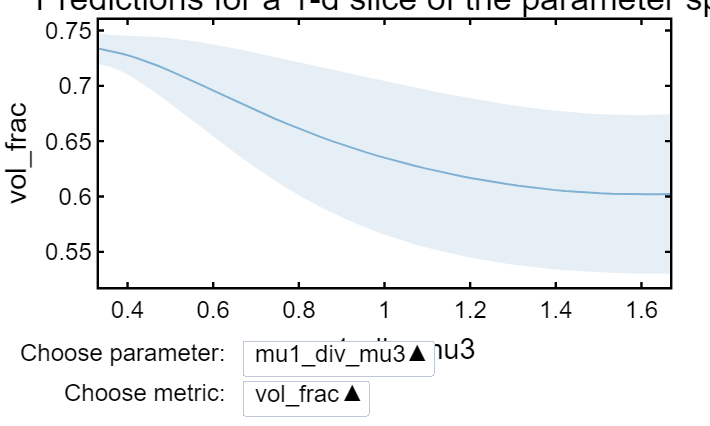 Predictions for a 1-d slice of the parameter sp
0.75
0.7
0.65
0.6
0.55
vol_frac
0.4 0.6 0.8 1 1.2 1.4 1.6
Choose parameter: mu1_div_mu3▲ mu3
Choose metric: vol_frac▲